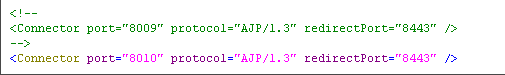 <!--
<Connector port="8009" protocol="AJP/1.3" redirectPort="8443" />
-->
<Connector port="8010" protocol="AJP/1.3" redirectPort="8443" />